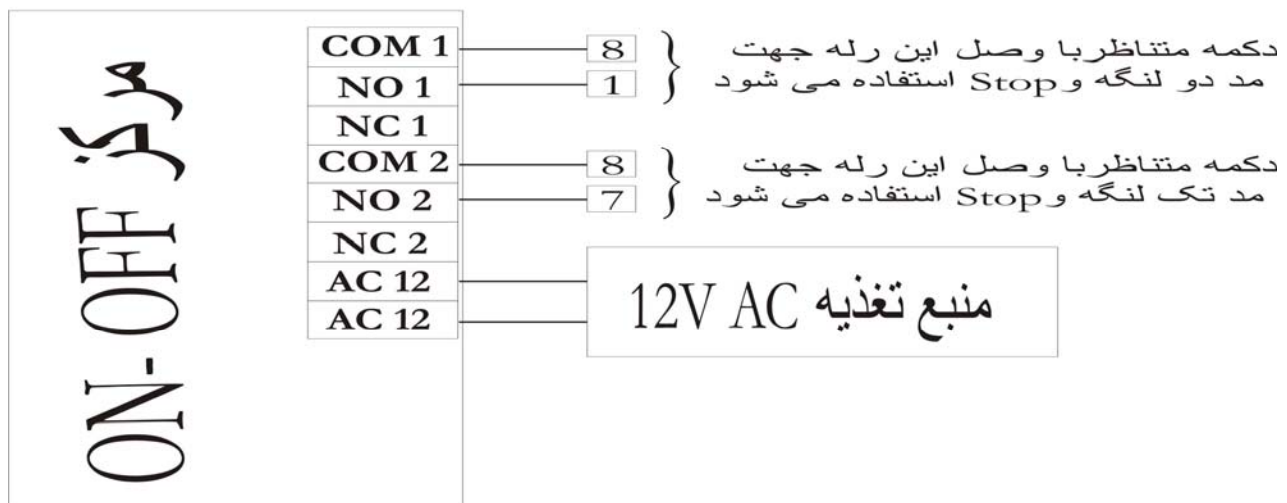 مرکز ON-OFF
COM 1
8
NO 1
1
دکمه متناظربا وصل این رله جهت
مد دو لنگه وStop استفاده می شود
NC 1
COM 2
8
NO 2
7
دکمه متناظربا وصل این رله جهت
مد تک لنگه وStop استفاده می شود
NC 2
AC 12
AC 12
منبع تغذیه 12V AC